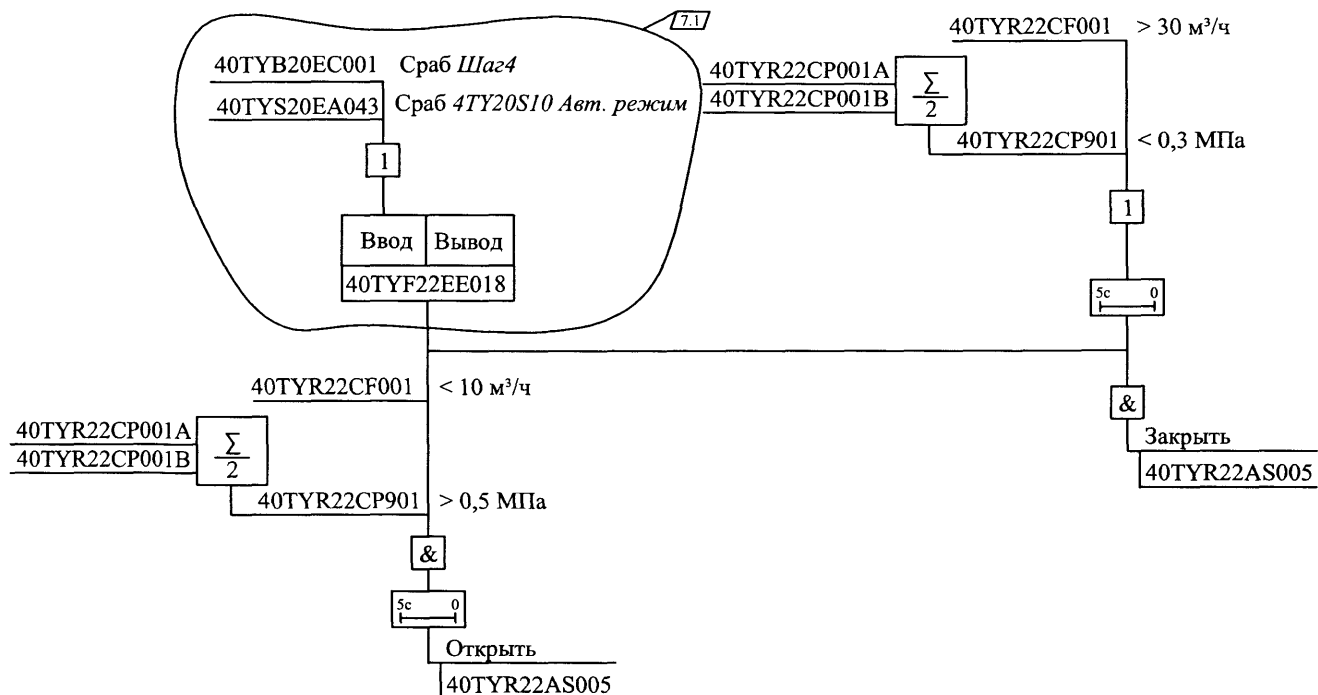 7.1
40TYB20EC001 Сраб Шаг4
40TYS20EA043 Сраб 4TY20S10 Авт. режим
1
Ввод Вывод
40TYF22EE018
40TYR22CF001 > 30 м³/ч
40TYR22CP001A
40TYR22CP001B
Σ
2
40TYR22CP901 < 0,3 МПа
1
5с 0
&
Закрыть
40TYR22AS005
40TYR22CF001 < 10 м³/ч
40TYR22CP001A
40TYR22CP001B
Σ
2
40TYR22CP901 > 0,5 МПа
&
5с 0
Открыть
40TYR22AS005